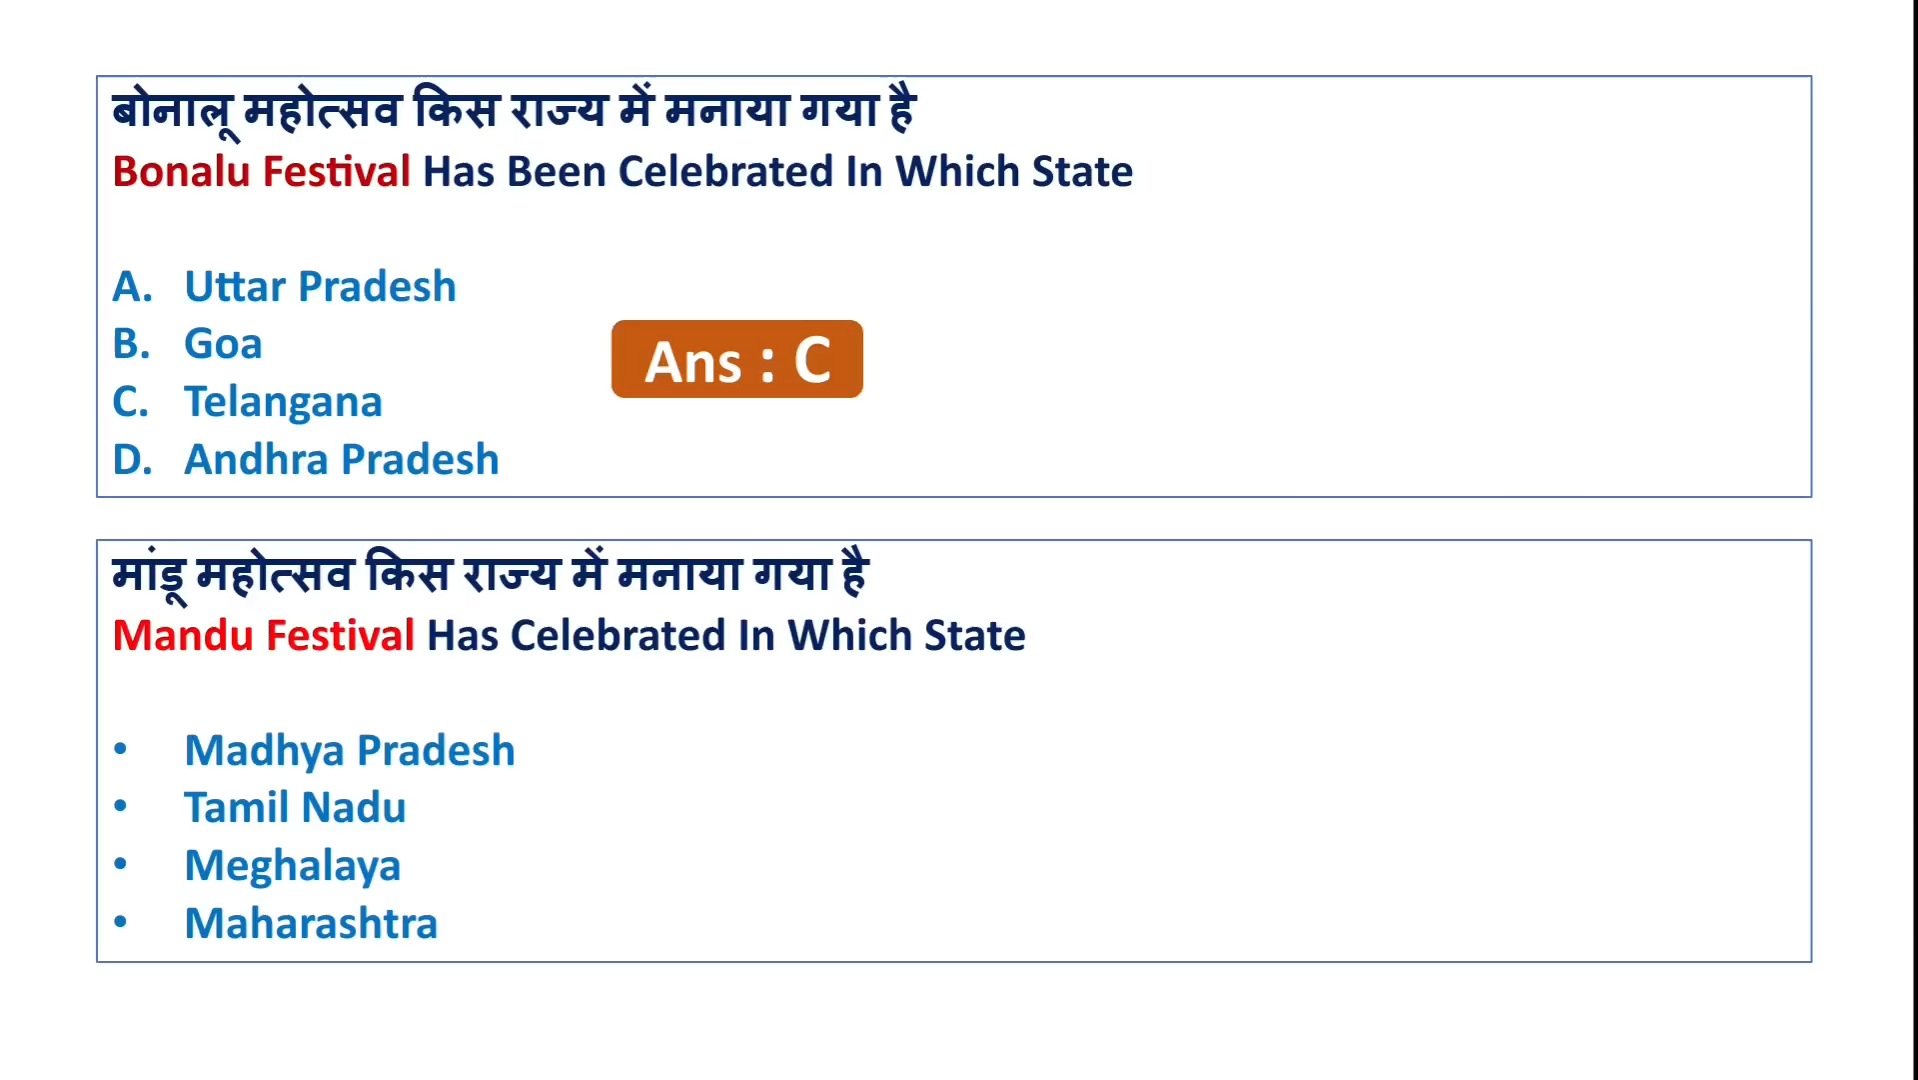 बोनालू महोत्सव किस राज्य में मनाया गया है
Bonalu Festival Has Been Celebrated In Which State
A. Uttar Pradesh
B. Goa
C. Telangana
D. Andhra Pradesh
Ans : C
मांडू महोत्सव किस राज्य में मनाया गया है
Mandu Festival Has Celebrated In Which State
• Madhya Pradesh
• Tamil Nadu
• Meghalaya
• Maharashtra